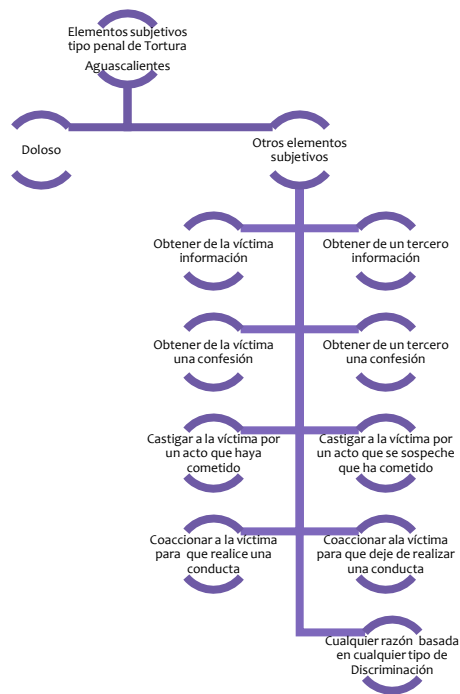 Elementos subjetivos
tipo penal de Tortura
Aguascalientes
Doloso
Otros elementos
subjetivos
Obtener de la víctima
información
Obtener de un tercero
información
Obtener de la víctima
una confesión
Obtener de un tercero
una confesión
Castigar a la víctima por
un acto que haya
cometido
Castigar a la víctima por
un acto que se sospeche
que ha cometido
Coaccionar a la víctima
para que realice una
conducta
Coaccionar ala víctima
para que deje de realizar
una conducta
Cualquier razón basada
en cualquier tipo de
Discriminación